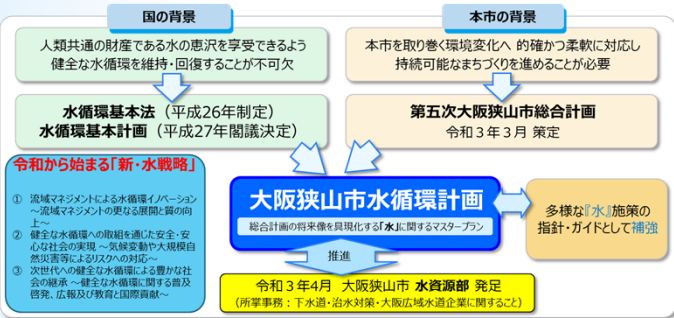 国の背景
人類共通の財産である水の恵沢を享受できるよう
健全な水循環を維持・回復することが不可欠
水循環基本法（平成26年制定）
水循環基本計画（平成27年閣議決定）
本市の背景
本市を取り巻く環境変化へ 的確かつ柔軟に対応し
持続可能なまちづくりを進めることが必要
第五次大阪狭山市総合計画
令和３年３月 策定
令和から始まる「新・水戦略」
① 流域マネジメントによる水循環イノベーション
～流域マネジメントの更なる展開と質の向
上～
② 健全な水循環への取組を通じた安全・安
心な社会の実現 ～気候変動や大規模自
然災害等によるリスクへの対応～
③ 次世代への健全な水循環による豊かな社
会の継承 ～健全な水循環に関する普及
啓発、広報及び教育と国際貢献～
大阪狭山市水循環計画
総合計画の将来像を具現化する「水」に関するマスタープラン
多様な『水』施策の
指針・ガイドとして補強
推進
令和３年4月 大阪狭山市 水資源部 発足
（所掌事務：下水道・治水対策・大阪広域水道企業に関すること）